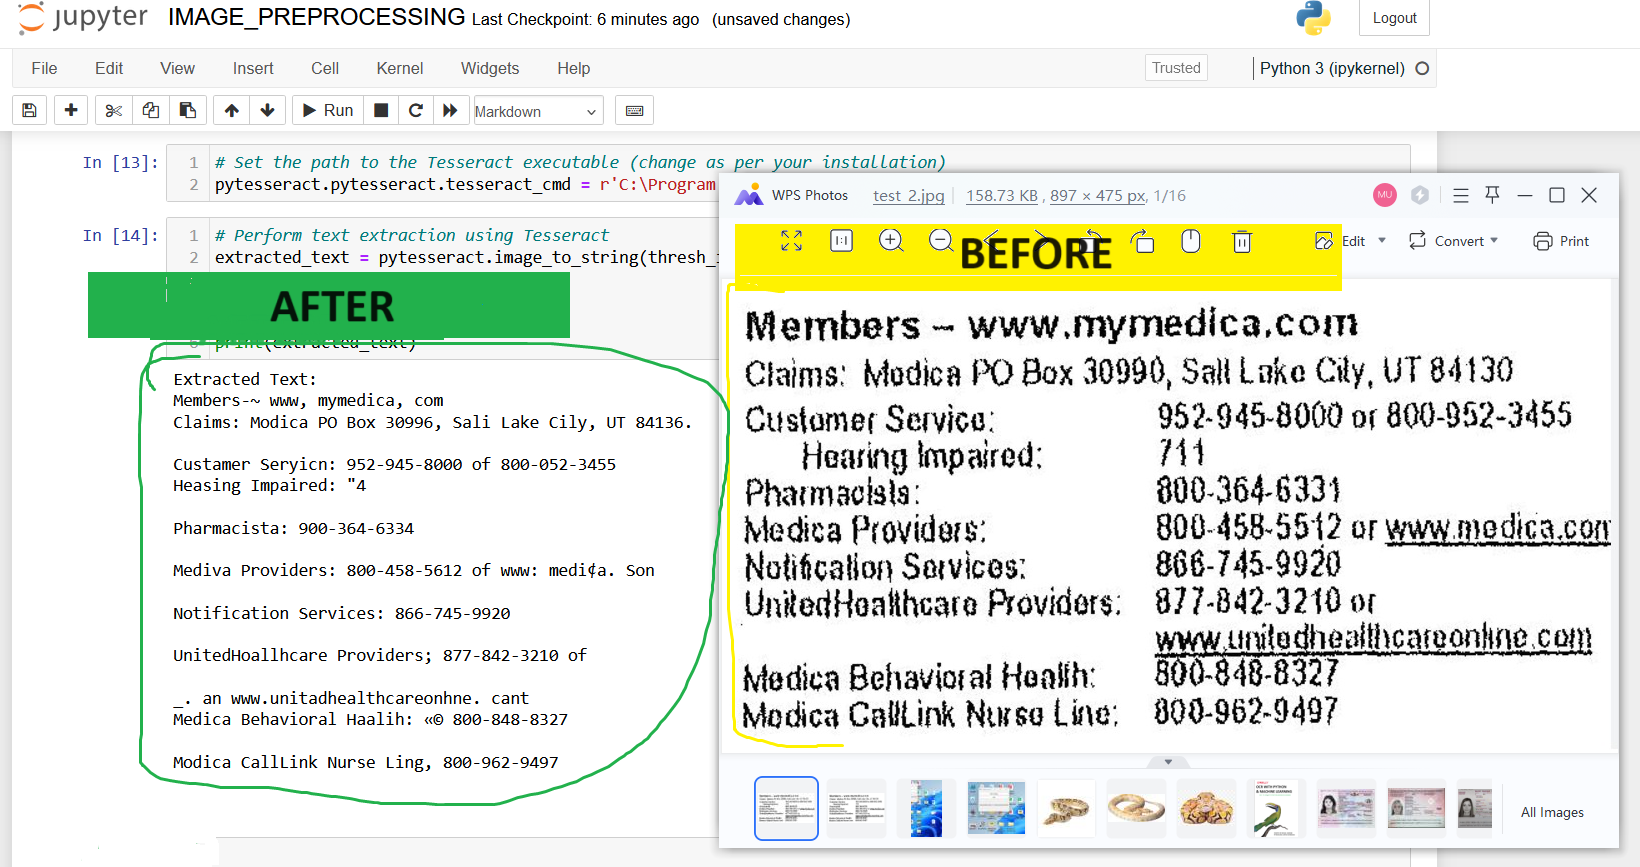 jupyter IMAGE_PREPROCESSING Last Checkpoint: 6 minutes ago (unsaved changes)
Logout
File Edit View Insert Cell Kernel Widgets Help
Trusted
Python 3 (ipykernel)
Run
Markdown
In [13]:
1 # Set the path to the Tesseract executable (change as per your installation)
2 pytesseract.pytesseract.tesseract_cmd = r'C:\Program
In [14]:
1 # Perform text extraction using Tesseract
2 extracted_text = pytesseract.image_to_string(thresh_
AFTER
print(extracted_text)
Extracted Text:
Members-~ www, mymedica, com
Claims: Modica PO Box 30996, Sali Lake Cily, UT 84136.
Custamer Seryicn: 952-945-8000 of 800-052-3455
Heasing Impaired: "4
Pharmacista: 900-364-6334
Mediva Providers: 800-458-5612 of www: medi¢a. Son
Notification Services: 866-745-9920
UnitedHoallhcare Providers; 877-842-3210 of
_. an www.unitadhealthcareonhne. cant
Medica Behavioral Haalih: «© 800-848-8327
Modica CallLink Nurse Ling, 800-962-9497
WPS Photos test_2.jpg 158.73 KB, 897 × 475 px, 1/16
MU
1:1
BEFORE
Edit
Convert
Print
Members – www.mymedica.com
Claims: Medica PO Box 30990, Salt Lake City, UT 84130
Customer Service: 952-945-8000 or 800-952-3455
Hearing Impaired: 711
Pharmacists: 800-364-6331
Medica Providers: 800-458-5512 or www.medica.com
Notification Services: 866-745-9920
UnitedHealthcare Providers: 877-842-3210 or
www.unitedhealthcareonline.com
Medica Behavioral Health: 800-848-8327
Medica CallLink Nurse Line: 800-962-9497
All Images